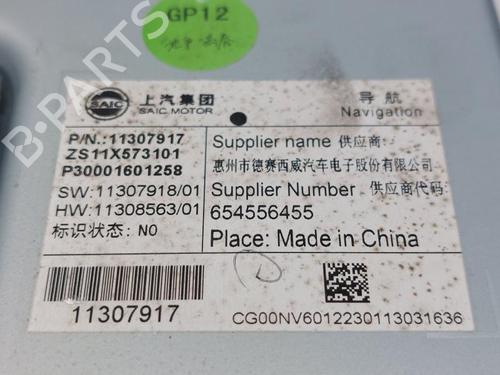 GP12
B-PARTS
SAIC
上汽集团
SAIC MOTOR
导航
Navigation
P/N.:11307917
ZS11X573101
P30001601258
SW:11307918/01
HW:11308563/01
标识状态: N0
Supplier name 供应商:
惠州市德赛西威汽车电子股份有限公司
Supplier Number 供应商代码
654556455
Place: Made in China
11307917
CG00NV6012230113031636